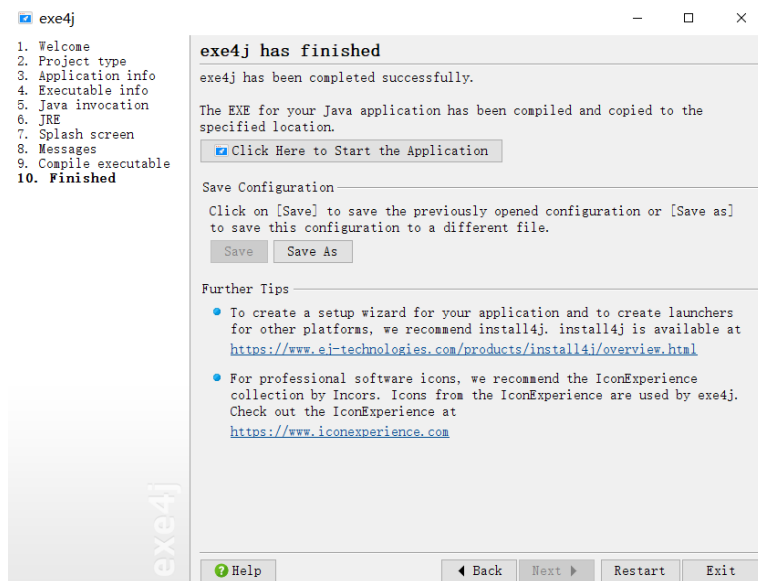 exe4j
1. Welcome
2. Project type
3. Application info
4. Executable info
5. Java invocation
6. JRE
7. Splash screen
8. Messages
9. Compile executable
10. Finished
exe4j has finished
exe4j has been completed successfully.
The EXE for your Java application has been compiled and copied to the
specified location.
Click Here to Start the Application
Save Configuration
Click on [Save] to save the previously opened configuration or [Save as]
to save this configuration to a different file.
Save Save As
Further Tips
To create a setup wizard for your application and to create launchers
for other platforms, we recommend install4j. install4j is available at
https://www.ej-technologies.com/products/install4j/overview.html
For professional software icons, we recommend the IconExperience
collection by Incors. Icons from the IconExperience are used by exe4j.
Check out the IconExperience at
https://www.iconexperience.com
exe4j
Help Back Next Restart Exit